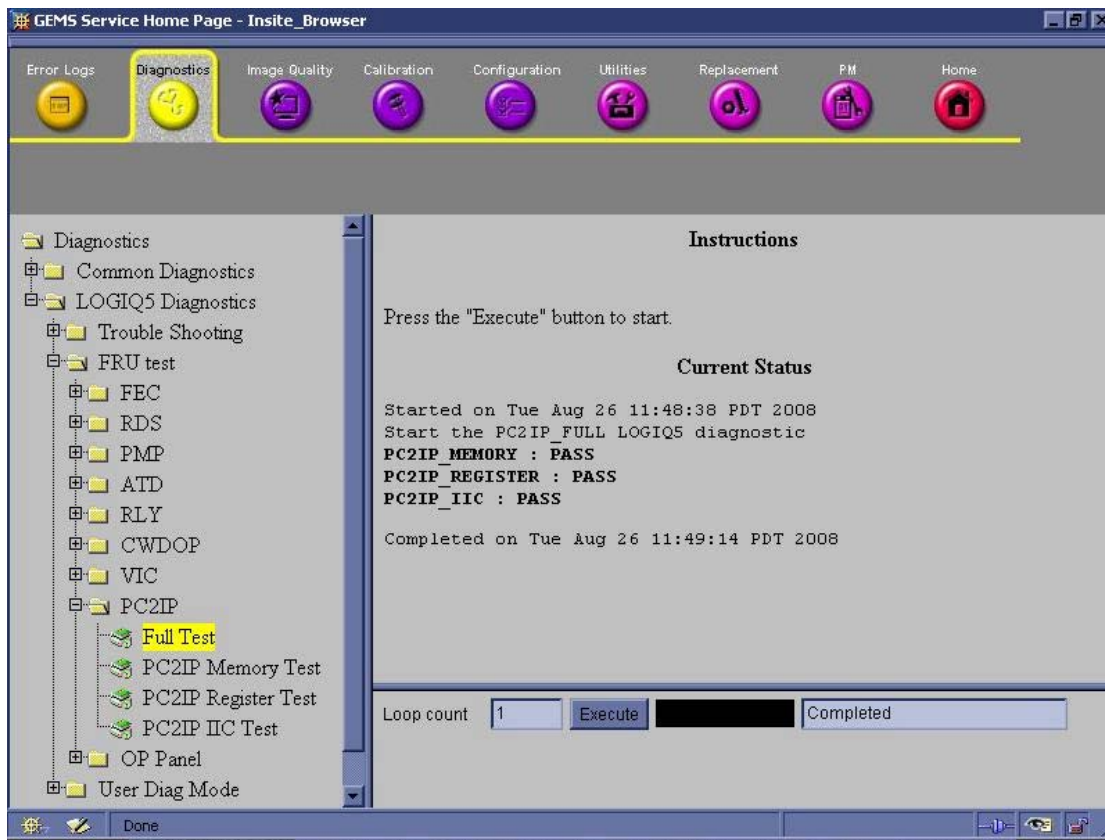 GEMS Service Home Page - Insite_Browser
Error Logs
Diagnostics
Image Quality
Calibration
Configuration
Utilities
Replacement
PM
Home
Diagnostics
Common Diagnostics
LOGIQ5 Diagnostics
Trouble Shooting
FRU test
FEC
RDS
PMP
ATD
RLY
CWDOP
VIC
PC2IP
Full Test
PC2IP Memory Test
PC2IP Register Test
PC2IP IIC Test
OP Panel
User Diag Mode
Instructions
Press the "Execute" button to start.
Current Status
Started on Tue Aug 26 11:48:38 PDT 2008
Start the PC2IP_FULL LOGIQ5 diagnostic
PC2IP_MEMORY : PASS
PC2IP_REGISTER : PASS
PC2IP_IIC : PASS
Completed on Tue Aug 26 11:49:14 PDT 2008
Loop count 1 Execute Completed
Done